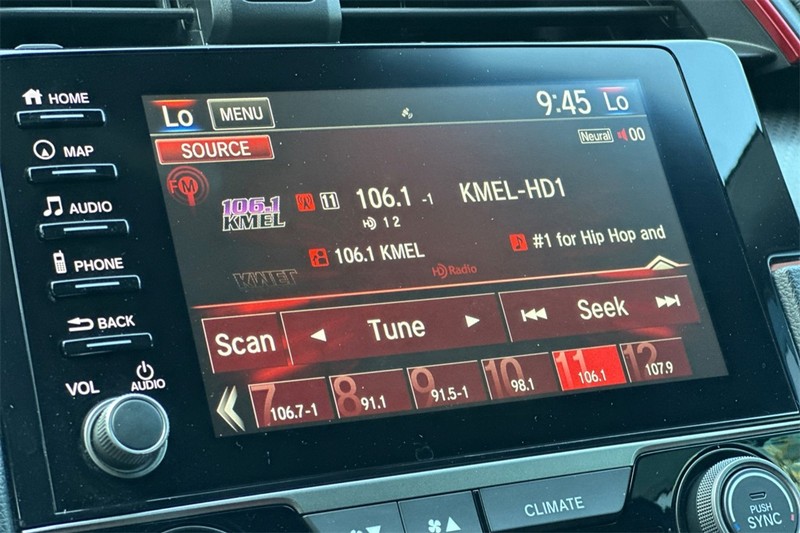 HOME
MAP
AUDIO
PHONE
BACK
VOL
AUDIO
Lo
MENU
9:45
Lo
SOURCE
Neural
00
FM
106.1
KMEL
11
106.1 -1
KMEL-HD1
HD 1 2
106.1 KMEL
#1 for Hip Hop and
HD Radio
Scan
Tune
Seek
7 106.7-1
8 91.1
9 91.5-1
10 98.1
11 106.1
12 107.9
CLIMATE
PUSH
SYNC